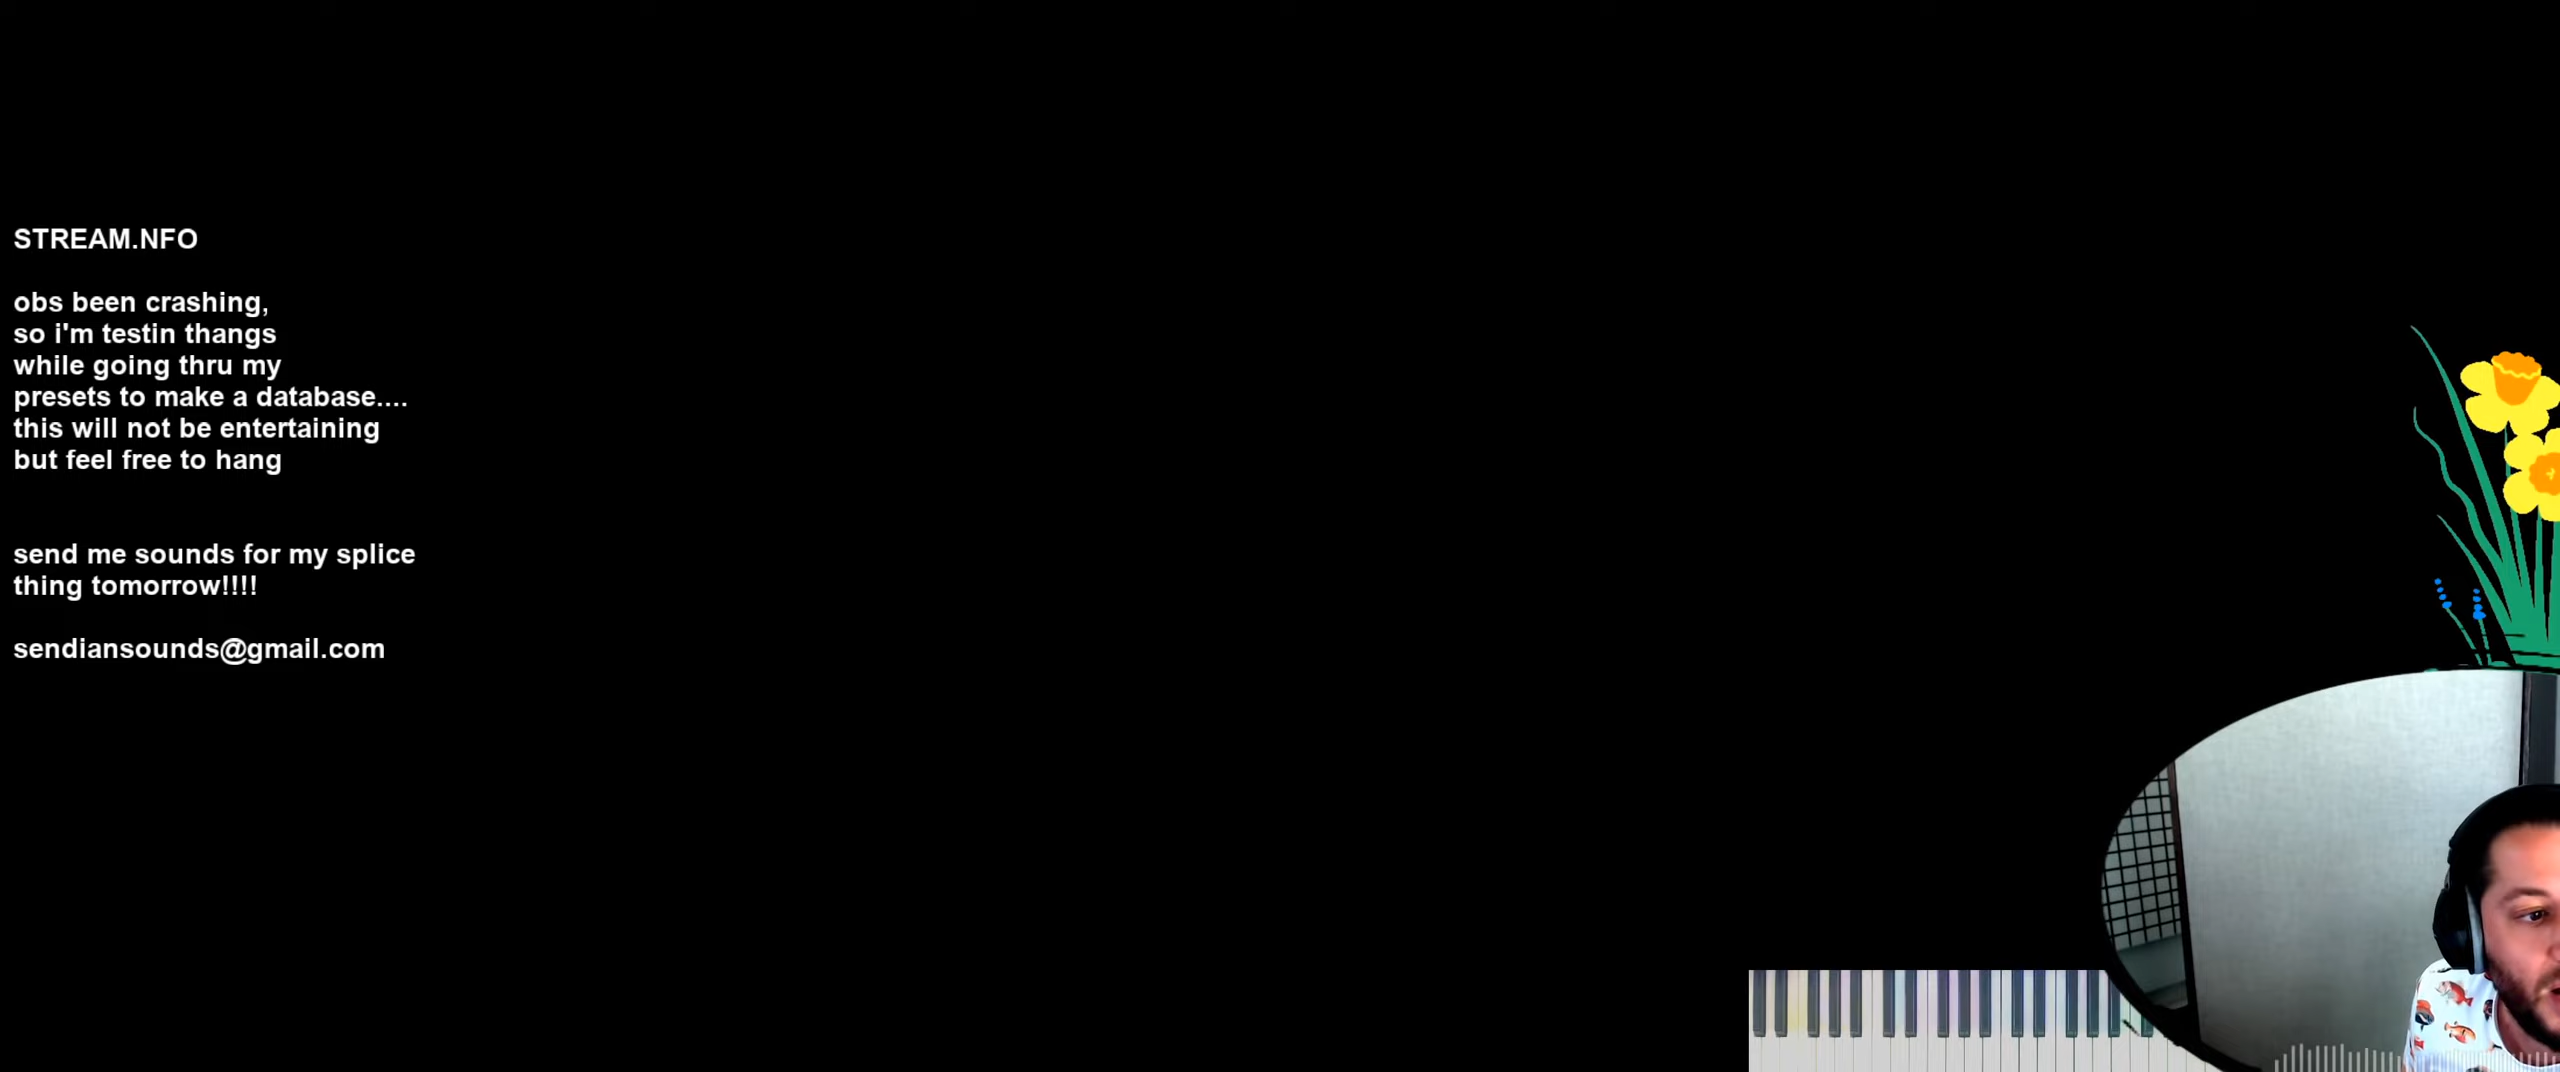 STREAM.NFO
obs been crashing,
so i'm testin thangs
while going thru my
presets to make a database....
this will not be entertaining
but feel free to hang
send me sounds for my splice
thing tomorrow!!!!
sendiansounds@gmail.com